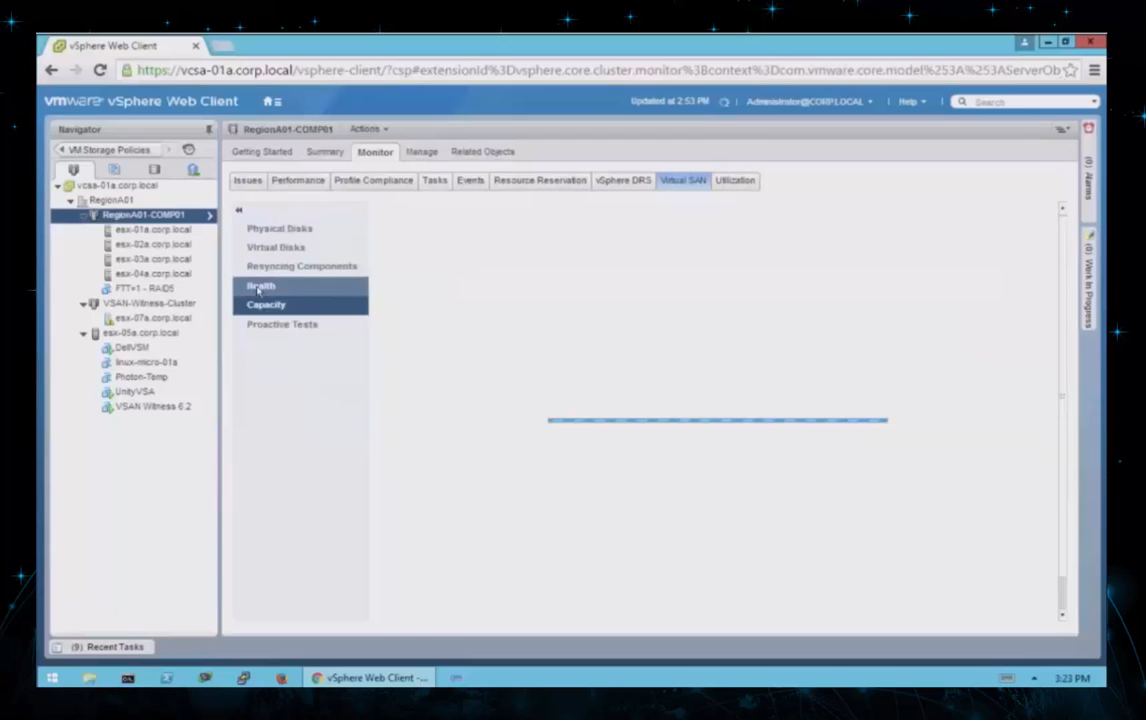 vSphere Web Client
https://vcsa-01a.corp.local/vsphere-client/?csp#extensionId%3Dvsphere.core.cluster.monitor%3Bcontext%3Dcom.vmware.core.model%253A%253AServerOb
vmware® vSphere Web Client
Updated at 2:53 PM
Administrator@CORP.LOCAL
Help
Search
Navigator
RegionA01-COMP01
Actions
VM Storage Policies
Getting Started
Summary
Monitor
Manage
Related Objects
Issues
Performance
Profile Compliance
Tasks
Events
Resource Reservation
vSphere DRS
Virtual SAN
Utilization
vcsa-01a.corp.local
RegionA01
RegionA01-COMP01
esx-01a.corp.local
esx-02a.corp.local
esx-03a.corp.local
esx-04a.corp.local
FTT=1 - RAID5
VSAN-Witness-Cluster
esx-07a.corp.local
esx-05a.corp.local
DellVSM
linux-micro-01a
Photon-Temp
UnityVSA
VSAN Witness 6.2
Physical Disks
Virtual Disks
Resyncing Components
Health
Capacity
Proactive Tests
(0) Alarms
(0) Work In Progress
(9) Recent Tasks
vSphere Web Client -...
3:23 PM